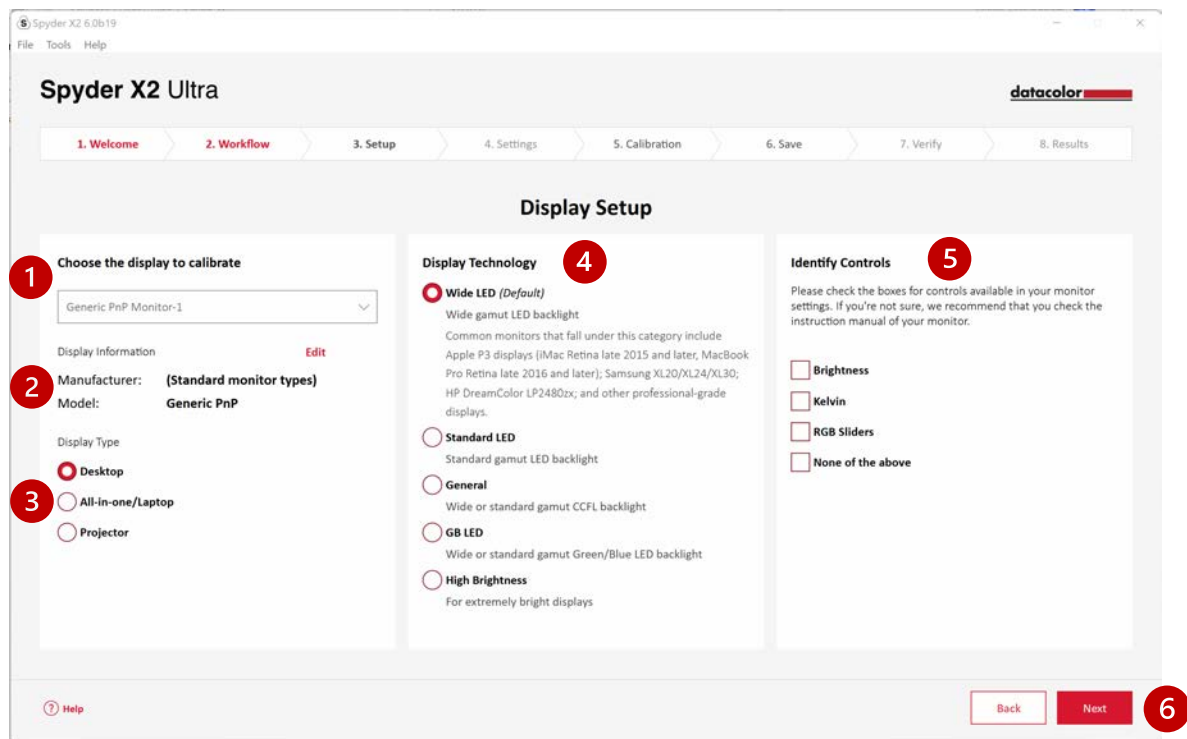 Spyder X2 6.0b19
File Tools Help
Spyder X2 Ultra
datacolor
1. Welcome
2. Workflow
3. Setup
4. Settings
5. Calibration
6. Save
7. Verify
8. Results
Display Setup
1
Choose the display to calibrate
Generic PnP Monitor-1
Display Information
Edit
2
Manufacturer: (Standard monitor types)
Model: Generic PnP
Display Type
Desktop
3
All-in-one/Laptop
Projector
Display Technology
4
Wide LED (Default)
Wide gamut LED backlight
Common monitors that fall under this category include
Apple P3 displays (iMac Retina late 2015 and later, MacBook
Pro Retina late 2016 and later); Samsung XL20/XL24/XL30;
HP DreamColor LP2480zx; and other professional-grade
displays.
Standard LED
Standard gamut LED backlight
General
Wide or standard gamut CCFL backlight
GB LED
Wide or standard gamut Green/Blue LED backlight
High Brightness
For extremely bright displays
Identify Controls
5
Please check the boxes for controls available in your monitor
settings. If you're not sure, we recommend that you check the
instruction manual of your monitor.
Brightness
Kelvin
RGB Sliders
None of the above
? Help
Back
Next
6